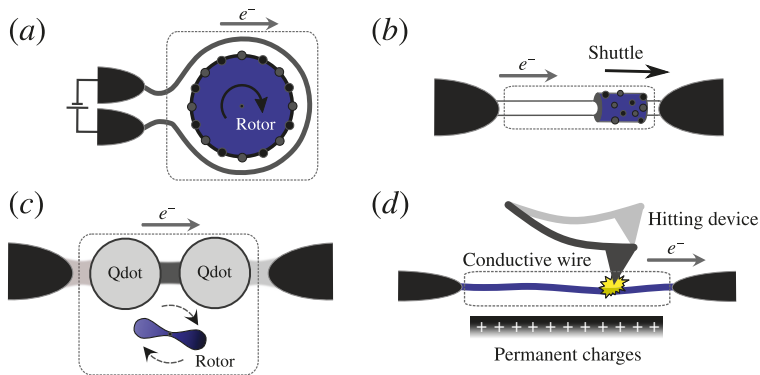 (a)
e−
Rotor
(b)
e−
Shuttle
(c)
e−
Qdot
Qdot
Rotor
(d)
Hitting device
e−
Conductive wire
+ + + + + + + + + + +
Permanent charges